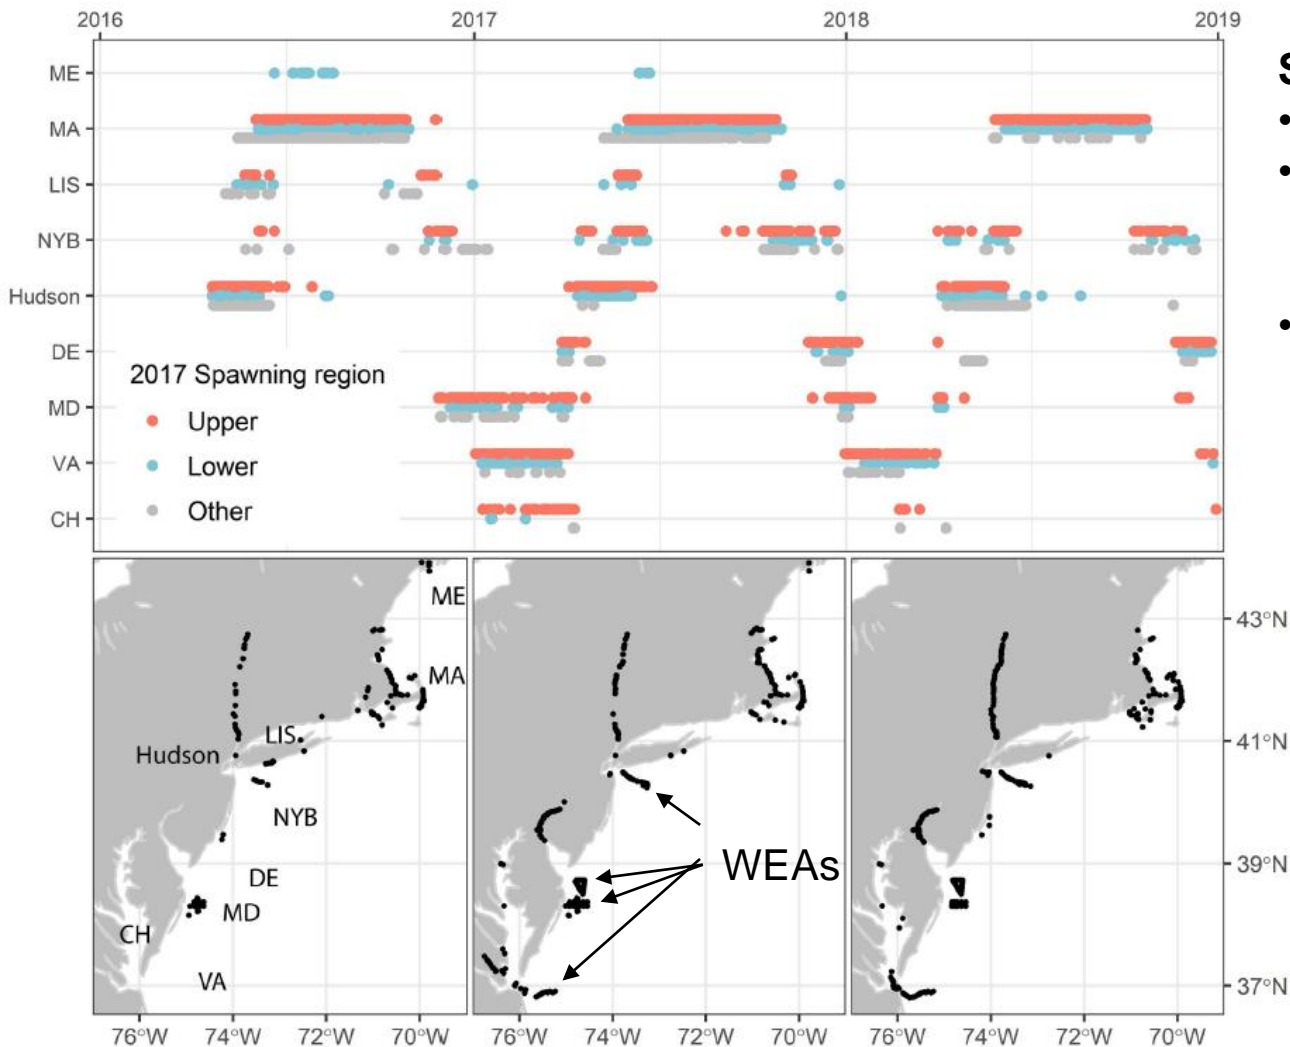 2016 2017 2018 2019
ME
MA
LIS
NYB
Hudson
DE
MD
VA
CH
2017 Spawning region
Upper
Lower
Other
S
•
•
•
ME
MA
LIS
Hudson
NYB
DE
MD
CH
VA
WEAs
43°N
41°N
39°N
37°N
76°W 74°W 72°W 70°W 76°W 74°W 72°W 70°W 76°W 74°W 72°W 70°W